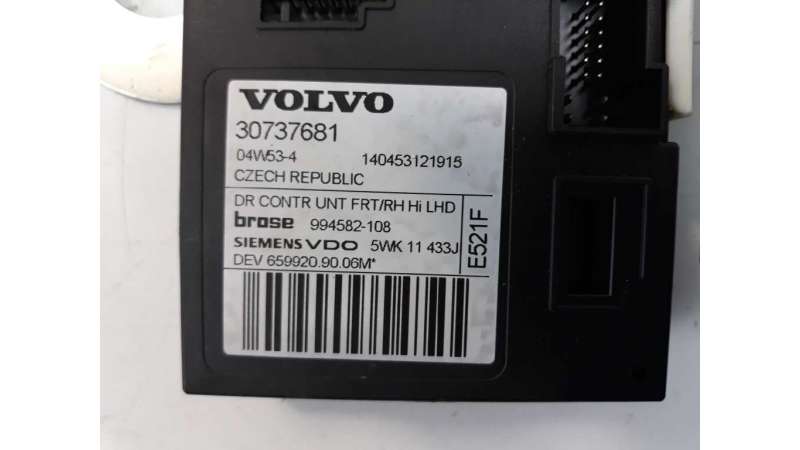 VOLVO
30737681
04W53-4 140453121915
CZECH REPUBLIC
DR CONTR UNT FRT/RH Hi LHD
brose 994582-108
SIEMENS VDO 5WK 11 433J
DEV 659920.90.06M*
E521F